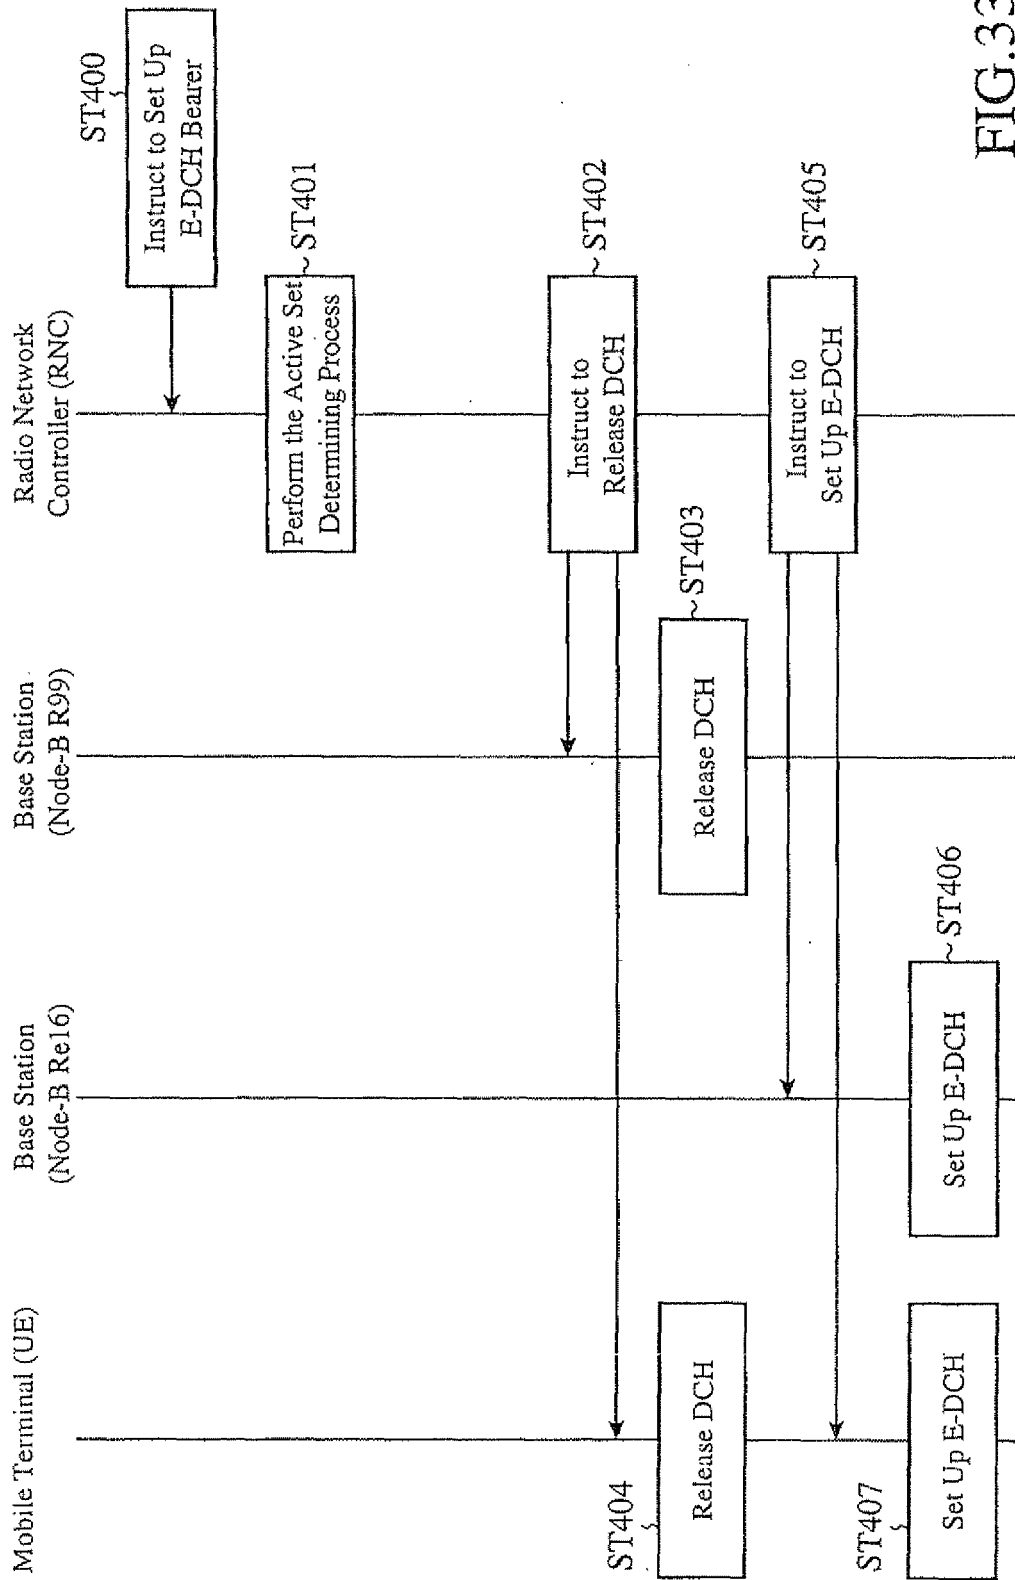 Mobile Terminal (UE)
Base Station
(Node-B Re16)
Base Station
(Node-B R99)
Radio Network
Controller (RNC)
ST400
Instruct to Set Up
E-DCH Bearer
Perform the Active Set
Determining Process
ST401
Instruct to
Release DCH
ST402
Release DCH
ST403
ST404
Release DCH
Instruct to
Set Up E-DCH
ST405
Set Up E-DCH
ST406
ST407
Set Up E-DCH
FIG.33